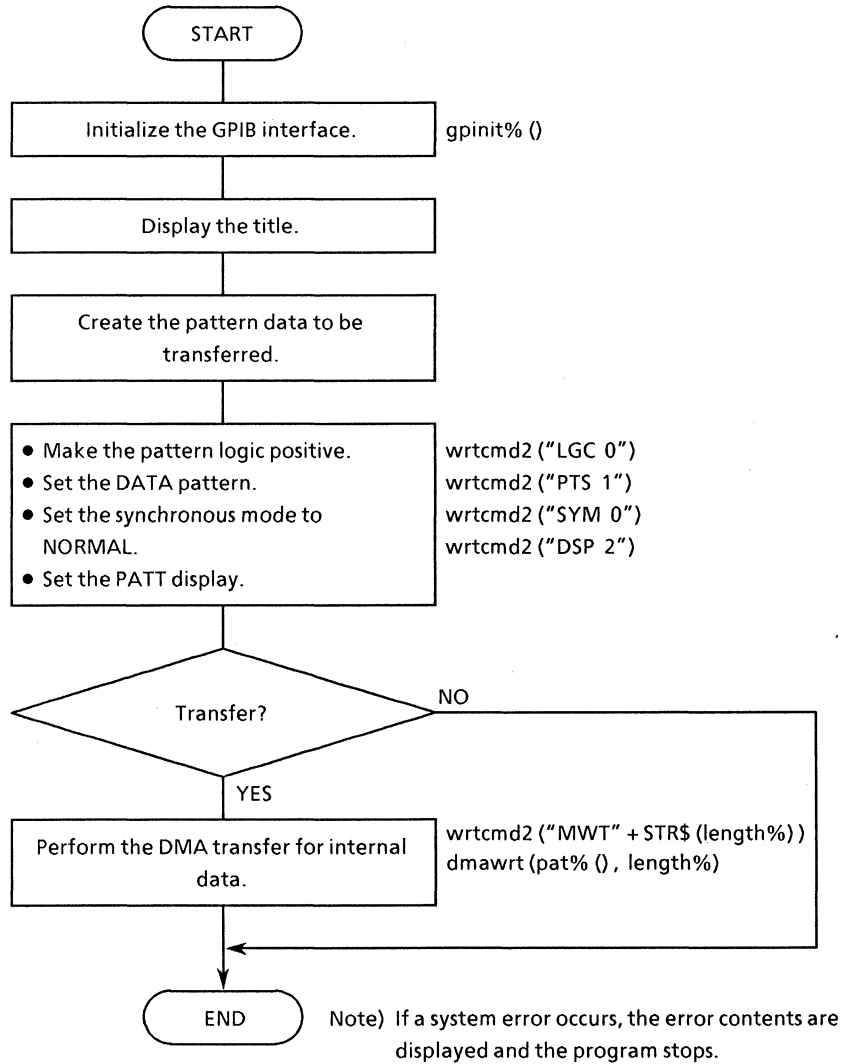 START
Initialize the GPIB interface.
gpinit% ()
Display the title.
Create the pattern data to be
transferred.
● Make the pattern logic positive.
● Set the DATA pattern.
● Set the synchronous mode to
NORMAL.
● Set the PATT display.
wrtcmd2 ("LGC 0")
wrtcmd2 ("PTS 1")
wrtcmd2 ("SYM 0")
wrtcmd2 ("DSP 2")
Transfer?
NO
YES
Perform the DMA transfer for internal
data.
wrtcmd2 ("MWT" + STR$ (length%))
dmawrt (pat% (), length%)
END
Note) If a system error occurs, the error contents are
displayed and the program stops.